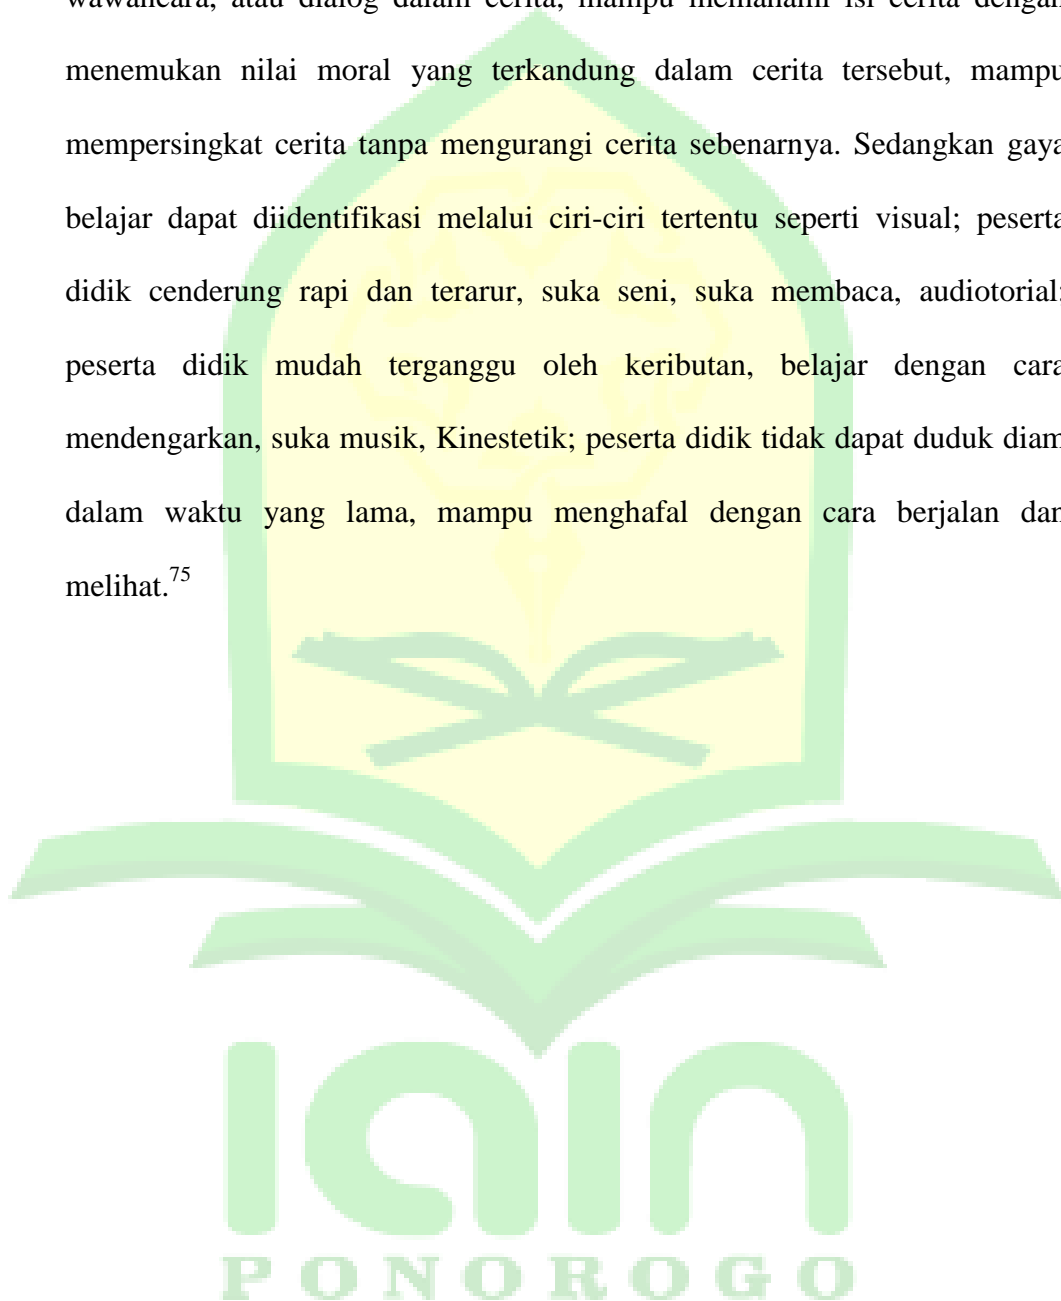 wawancara, atau dialog dalam cerita, mampu memahami isi cerita dengan
menemukan nilai moral yang terkandung dalam cerita tersebut, mampu
mempersingkat cerita tanpa mengurangi cerita sebenarnya. Sedangkan gaya
belajar dapat diidentifikasi melalui ciri-ciri tertentu seperti visual; peserta
didik cenderung rapi dan terarur, suka seni, suka membaca, audiotorial;
peserta didik mudah terganggu oleh keributan, belajar dengan cara
mendengarkan, suka musik, Kinestetik; peserta didik tidak dapat duduk diam
dalam waktu yang lama, mampu menghafal dengan cara berjalan dan
melihat.75
IAIN
PONOROGO